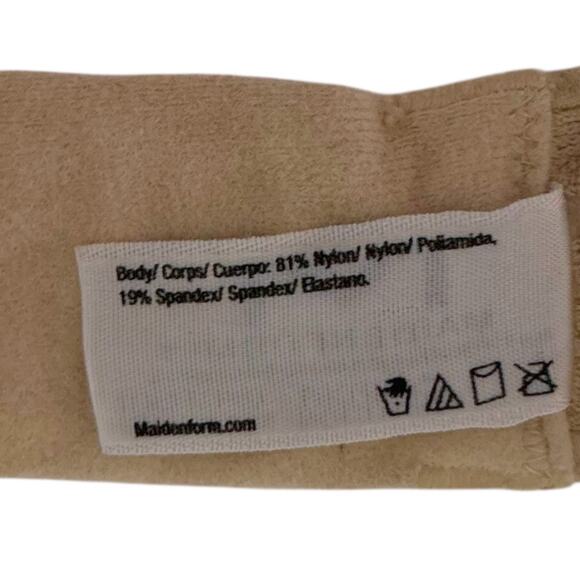 Body/ Corps/ Cuerpo: 81% Nylon/ Nylon/ Poliamida,
19% Spandex/ Spandex/ Elastano.
Maidenform.com